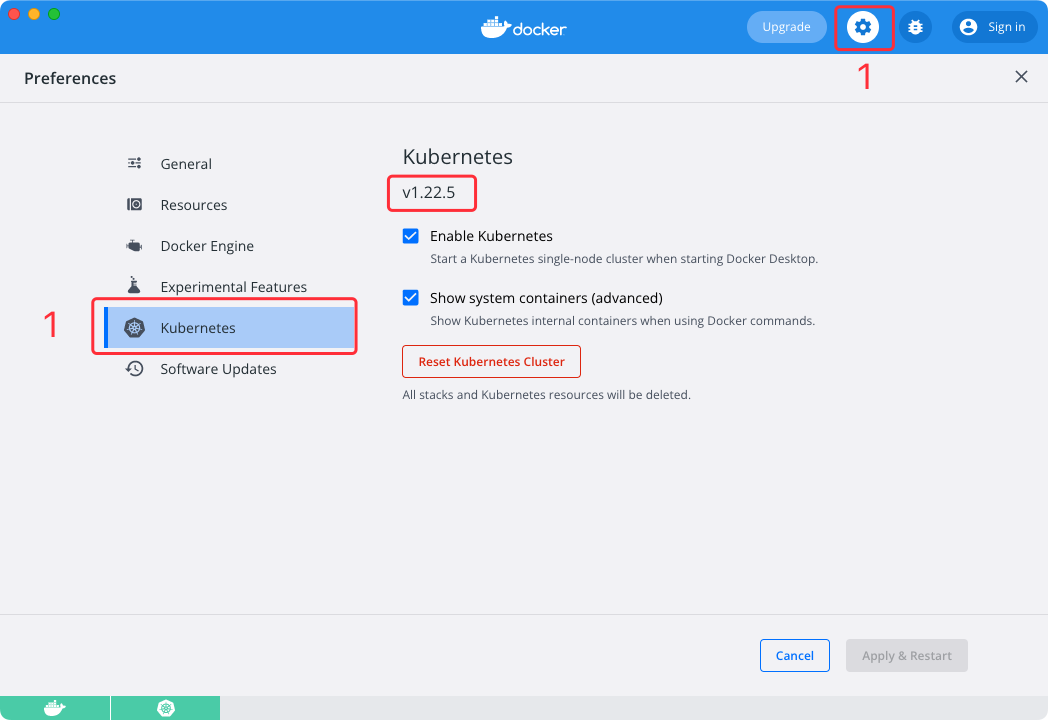 docker
Upgrade
Sign in
1
Preferences
General
Resources
Docker Engine
Experimental Features
1
Kubernetes
Software Updates
Kubernetes
v1.22.5
Enable Kubernetes
Start a Kubernetes single-node cluster when starting Docker Desktop.
Show system containers (advanced)
Show Kubernetes internal containers when using Docker commands.
Reset Kubernetes Cluster
All stacks and Kubernetes resources will be deleted.
Cancel
Apply & Restart